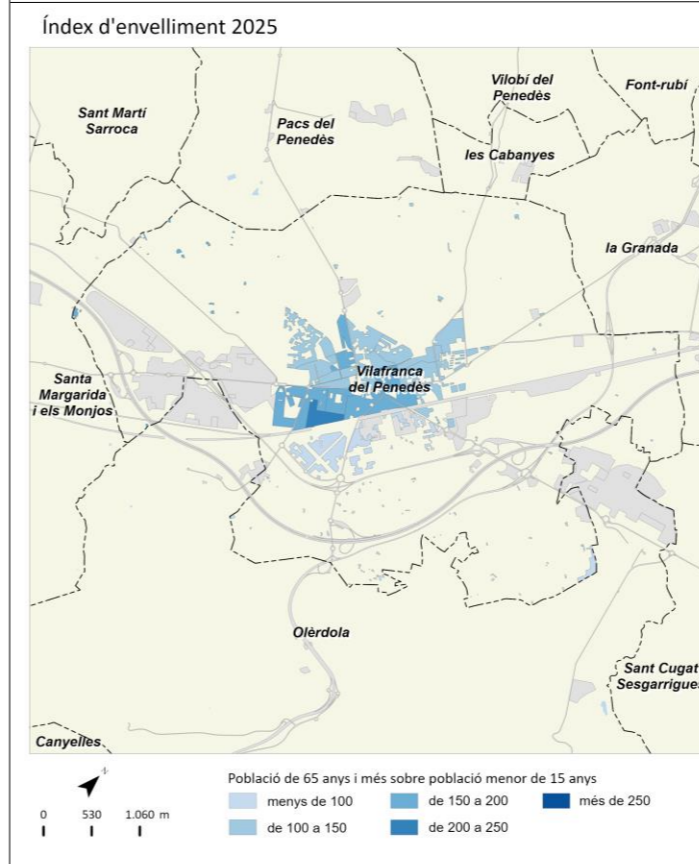 Índex d'envelliment 2025
Vilobí del
Penedès
Font-rubí
Sant Martí
Sarroca
Pacs del
Penedès
les Cabanyes
la Granada
Vilafranca
del Penedès
Santa
Margarida
i els Monjos
Olèrdola
Sant Cugat
Sesgarrigues
Canyelles
N
0 530 1.060 m
Població de 65 anys i més sobre població menor de 15 anys
menys de 100
de 150 a 200
més de 250
de 100 a 150
de 200 a 250